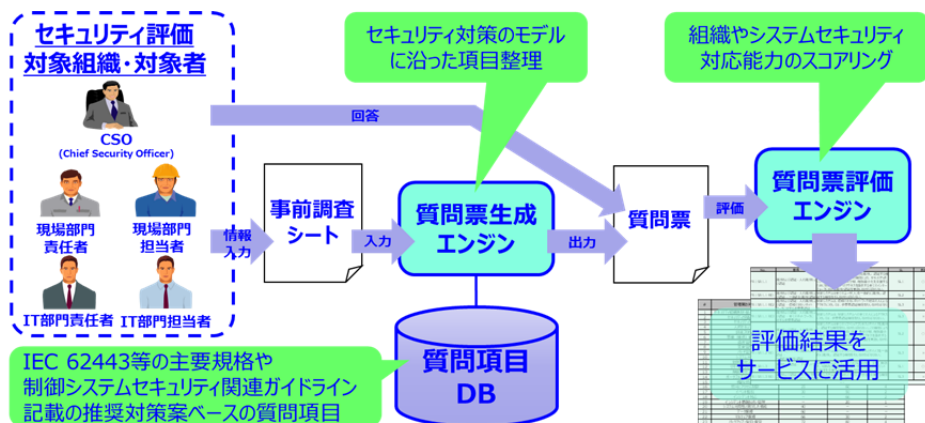 セキュリティ評価
対象組織・対象者
CSO
(Chief Security Officer)
現場部門
責任者
現場部門
担当者
IT部門責任者
IT部門担当者
セキュリティ対策のモデル
に沿った項目整理
組織やシステムセキュリティ
対応能力のスコアリング
回答
情報
入力
事前調査
シート
入力
質問票生成
エンジン
出力
質問票
評価
質問票評価
エンジン
IEC 62443等の主要規格や
制御システムセキュリティ関連ガイドライン
記載の推奨対策案ベースの質問項目
質問項目
DB
評価結果を
サービスに活用